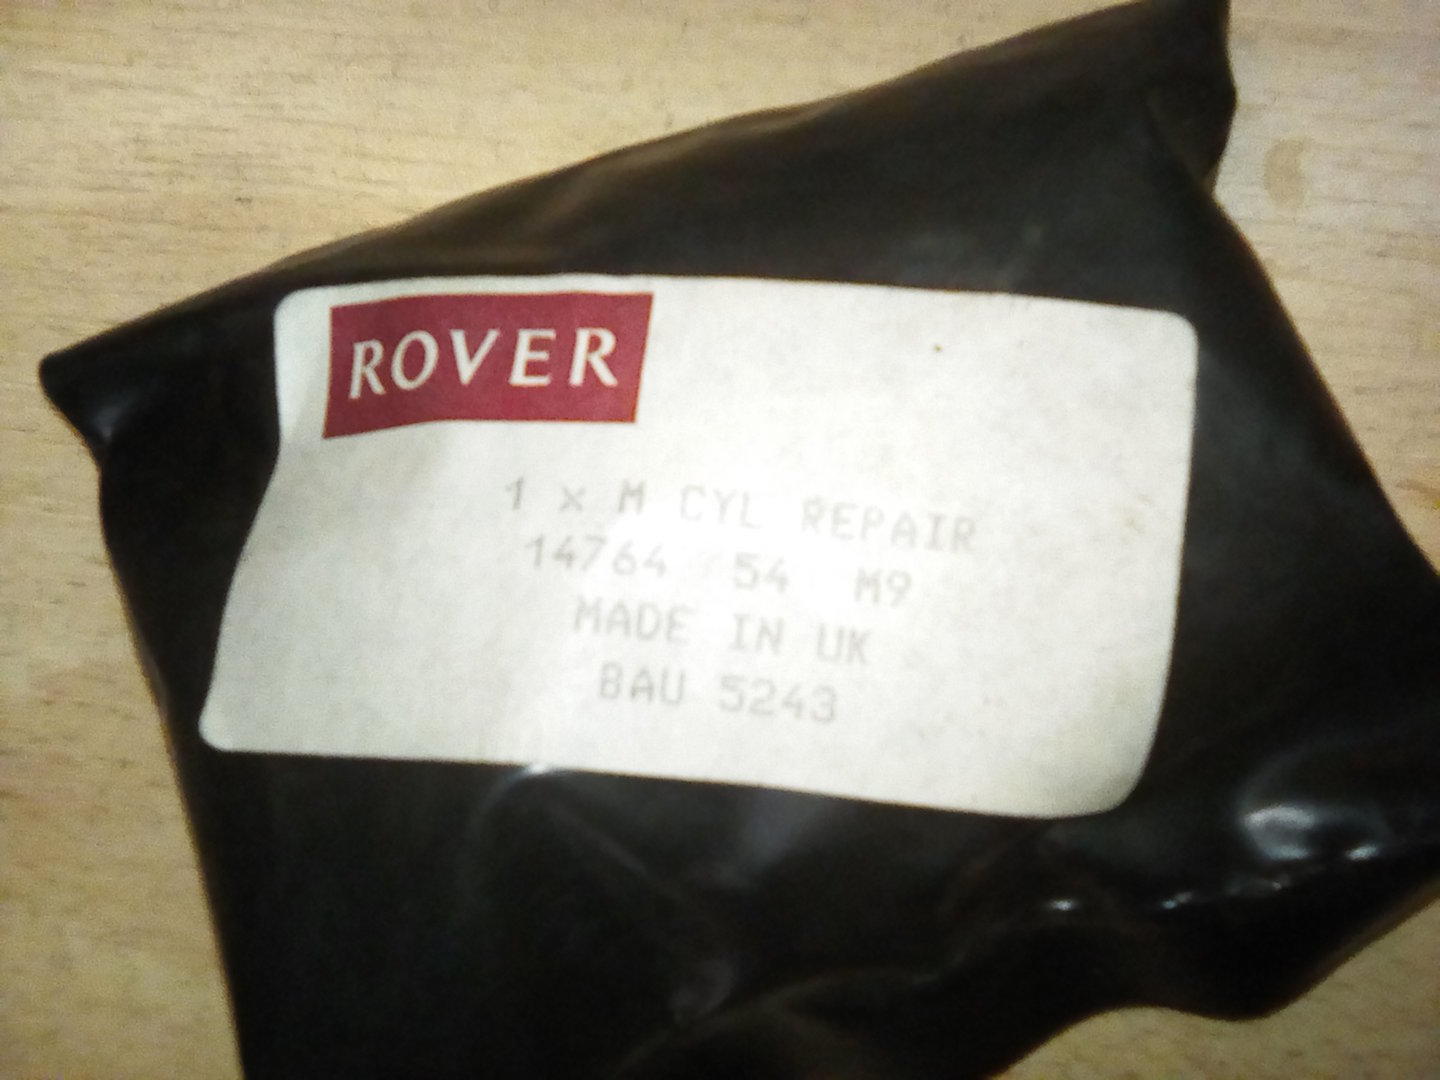 ROVER
1 x M CYL REPAIR
14764 54 M9
MADE IN UK
BAU 5243